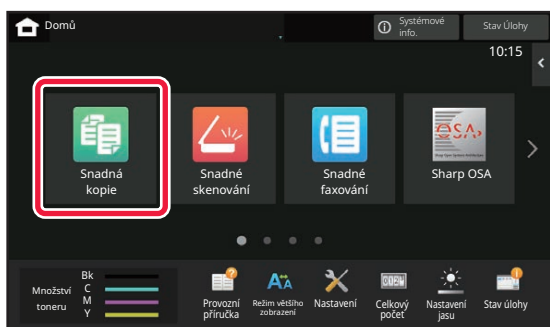 Domů
Systémové
info.
Stav Úlohy
10:15
Snadná
kopie
Snadné
skenování
Snadné
faxování
Sharp OSA
Množství
toneru
Bk
C
M
Y
Provozní
příručka
Režim většího
zobrazení
Nastavení
Celkový
počet
Nastavení
jasu
Stav úlohy